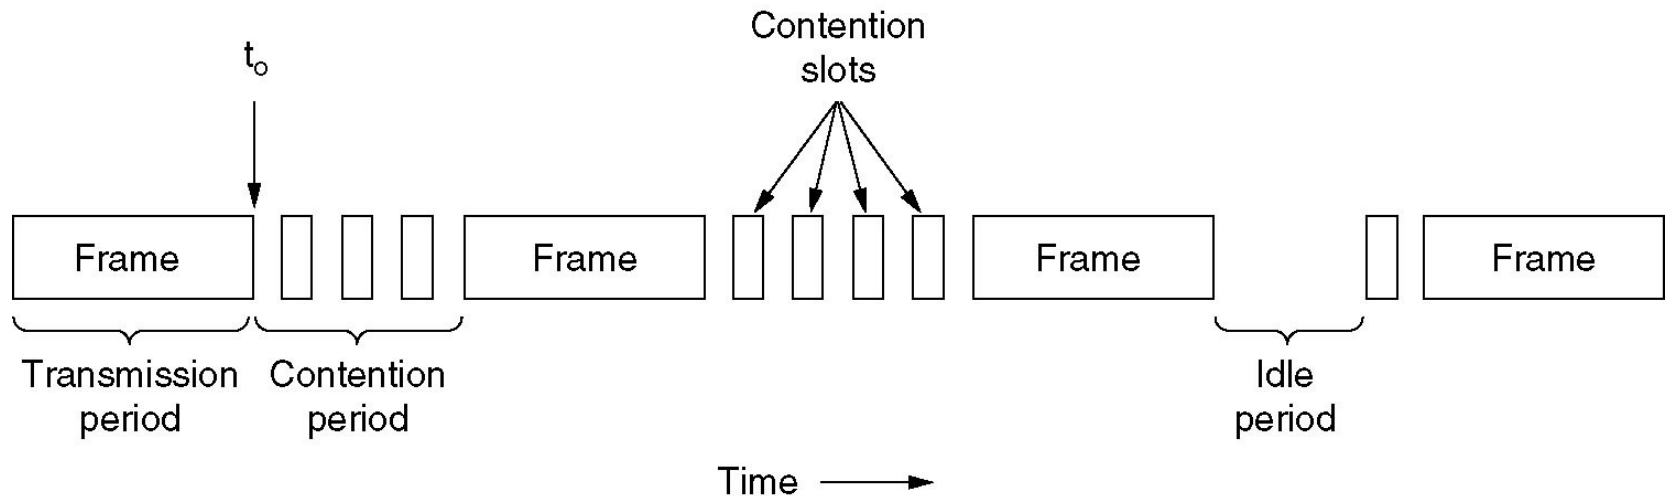 Contention
slots
t₀
Frame
Frame
Frame
Frame
Transmission
period
Contention
period
Idle
period
Time